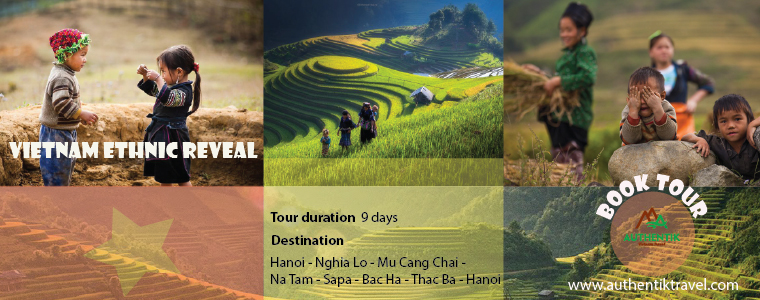 VIETNAM ETHNIC REVEAL
Tour duration 9 days
Destination
Hanoi - Nghia Lo - Mu Cang Chai -
Na Tam - Sapa - Bac Ha - Thac Ba - Hanoi
BOOK TOUR
AUTHENTIK
www.authentiktravel.com